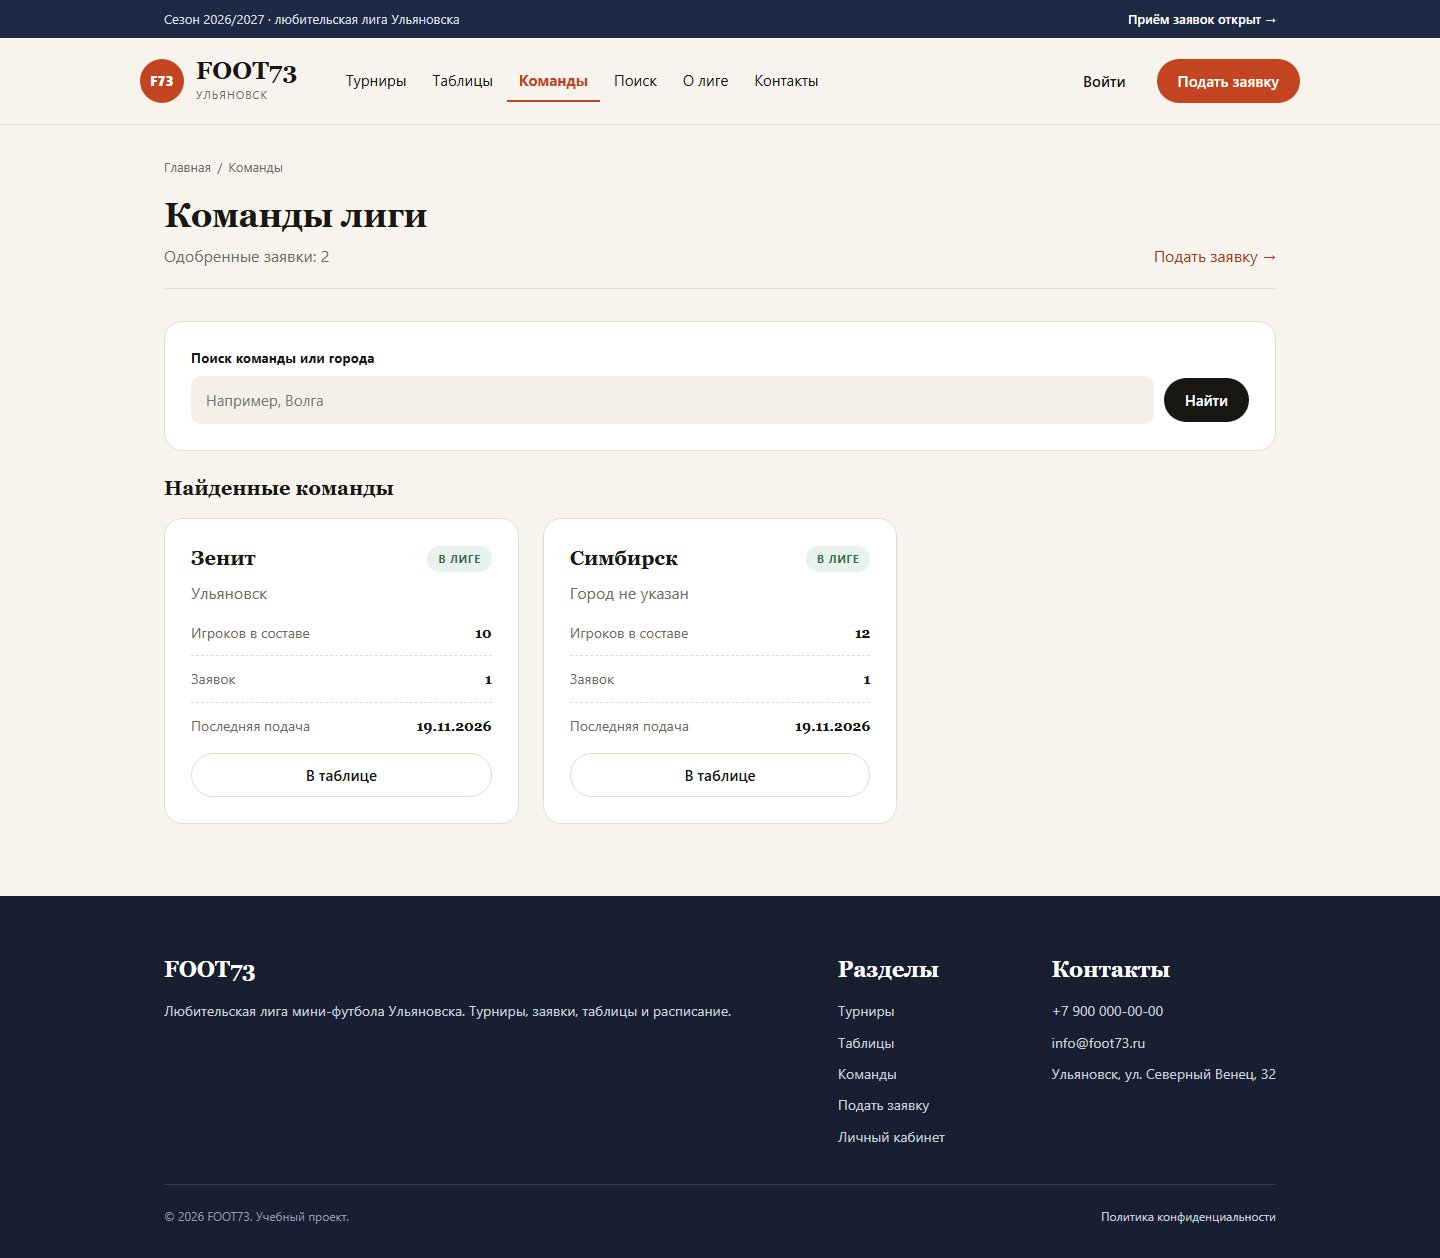 Сезон 2026/2027 · любительская лига Ульяновска
Приём заявок открыт →
F73
FOOT73
УЛЬЯНОВСК
Турниры
Таблицы
Команды
Поиск
О лиге
Контакты
Войти
Подать заявку
Главная / Команды
Команды лиги
Одобренные заявки: 2
Подать заявку →
Поиск команды или города
Например, Волга
Найти
Найденные команды
Зенит
В ЛИГЕ
Ульяновск
Игроков в составе 10
Заявок 1
Последняя подача 19.11.2026
В таблице
Симбирск
В ЛИГЕ
Город не указан
Игроков в составе 12
Заявок 1
Последняя подача 19.11.2026
В таблице
FOOT73
Любительская лига мини-футбола Ульяновска. Турниры, заявки, таблицы и расписание.
Разделы
Турниры
Таблицы
Команды
Подать заявку
Личный кабинет
Контакты
+7 900 000-00-00
info@foot73.ru
Ульяновск, ул. Северный Венец, 32
© 2026 FOOT73. Учебный проект.
Политика конфиденциальности